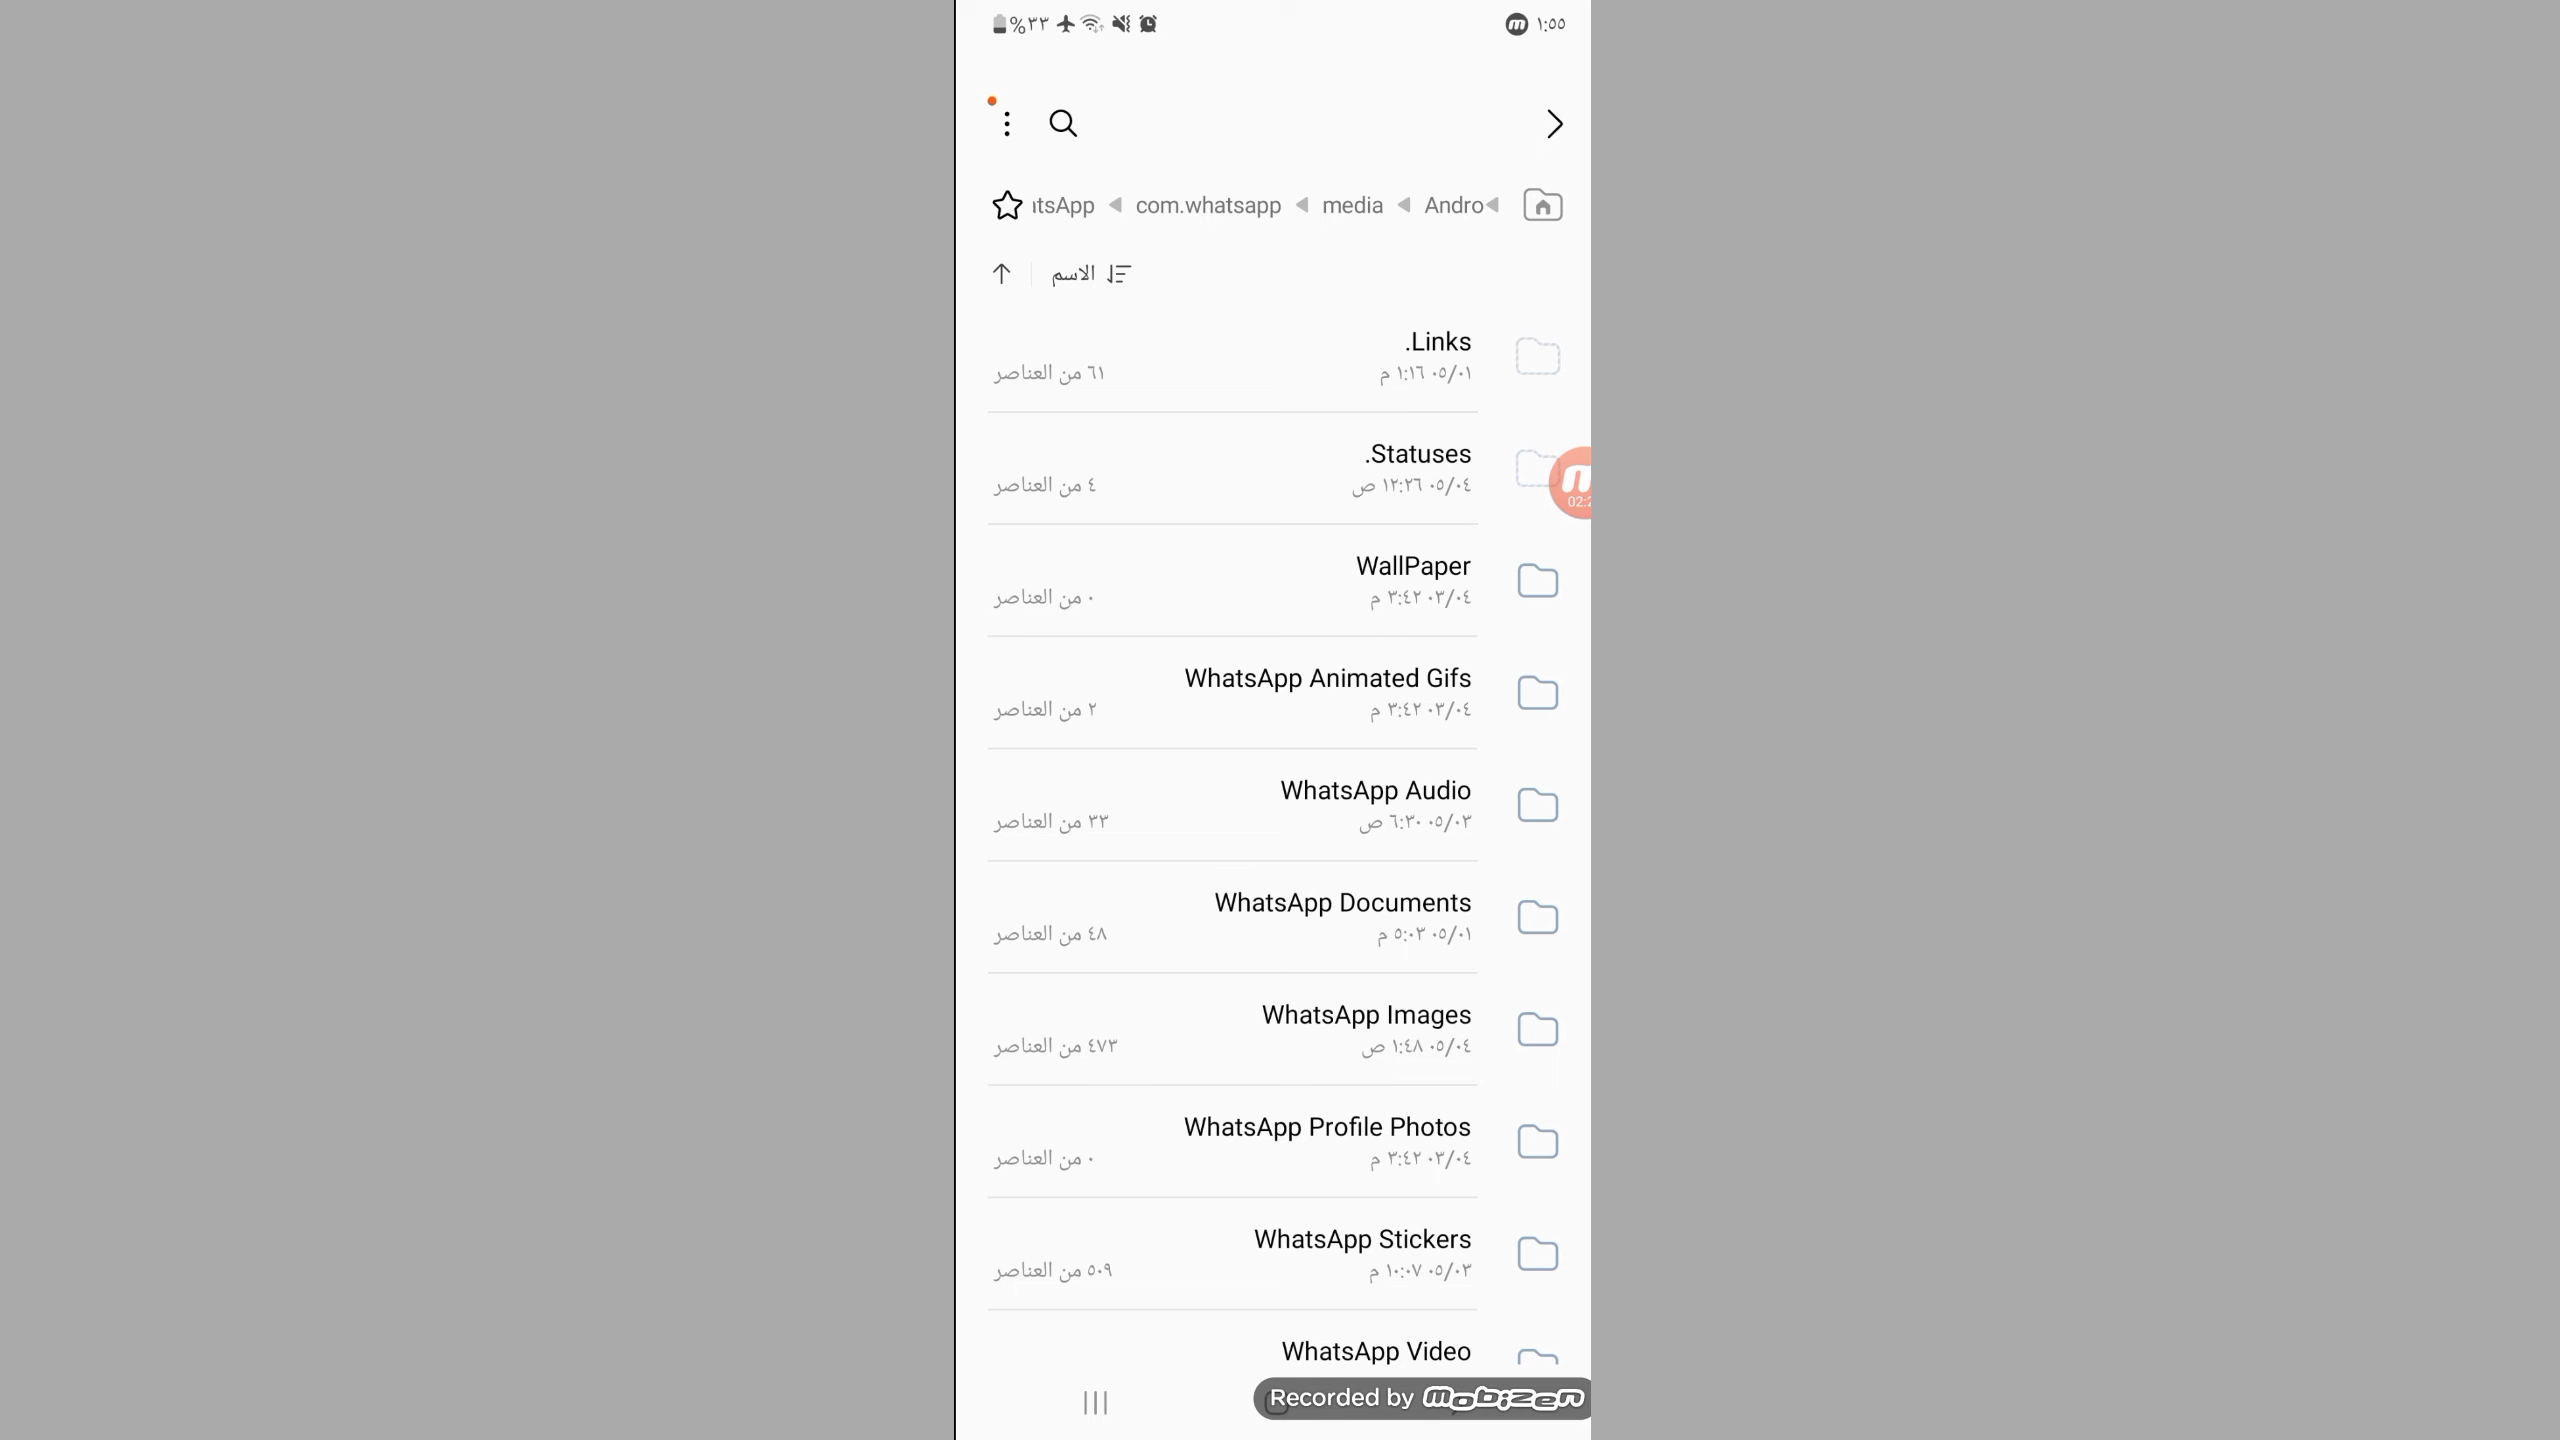 ١:٥٥ %٣٣
Andro ◀ media ◀ com.whatsapp ◀ atsApp
الاسم
.Links
٠٥/٠١ ١:١٦ م ٦١ من العناصر
.Statuses
٠٥/٠٤ ١٢:٢٦ ص ٤ من العناصر
WallPaper
٠٣/٠٤ ٣:٤٢ م ٠ من العناصر
WhatsApp Animated Gifs
٠٣/٠٤ ٣:٤٢ م ٢ من العناصر
WhatsApp Audio
٠٥/٠٣ ٦:٣٠ ص ٣٣ من العناصر
WhatsApp Documents
٠٥/٠١ ٥:٠٣ م ٤٨ من العناصر
WhatsApp Images
٠٥/٠٤ ١:٤٨ ص ٤٧٣ من العناصر
WhatsApp Profile Photos
٠٣/٠٤ ٣:٤٢ م ٠ من العناصر
WhatsApp Stickers
٠٥/٠٣ ١٠:٠٧ م ٥٠٩ من العناصر
WhatsApp Video
Recorded by mobizen